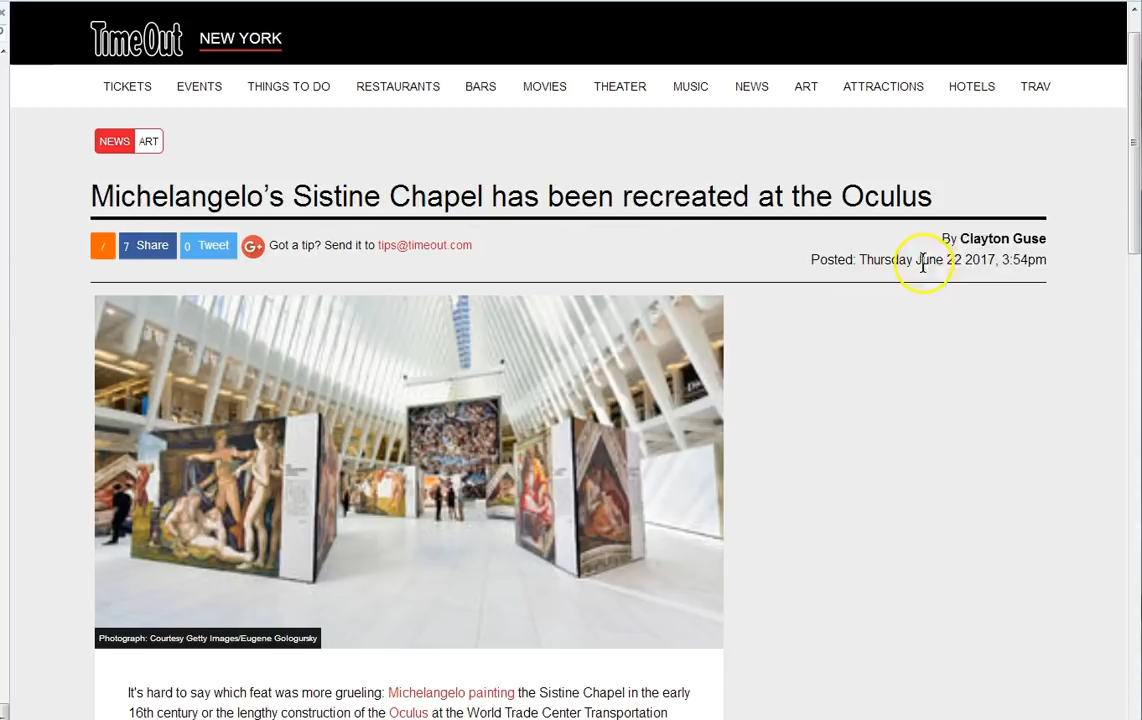 TimeOut NEW YORK
TICKETS EVENTS THINGS TO DO RESTAURANTS BARS MOVIES THEATER MUSIC NEWS ART ATTRACTIONS HOTELS TRAV
NEWS ART
Michelangelo's Sistine Chapel has been recreated at the Oculus
7 Share 0 Tweet G+ Got a tip? Send it to tips@timeout.com
By Clayton Guse
Posted: Thursday June 22 2017, 3:54pm
Photograph: Courtesy Getty Images/Eugene Gologursky
It's hard to say which feat was more grueling: Michelangelo painting the Sistine Chapel in the early
16th century or the lengthy construction of the Oculus at the World Trade Center Transportation